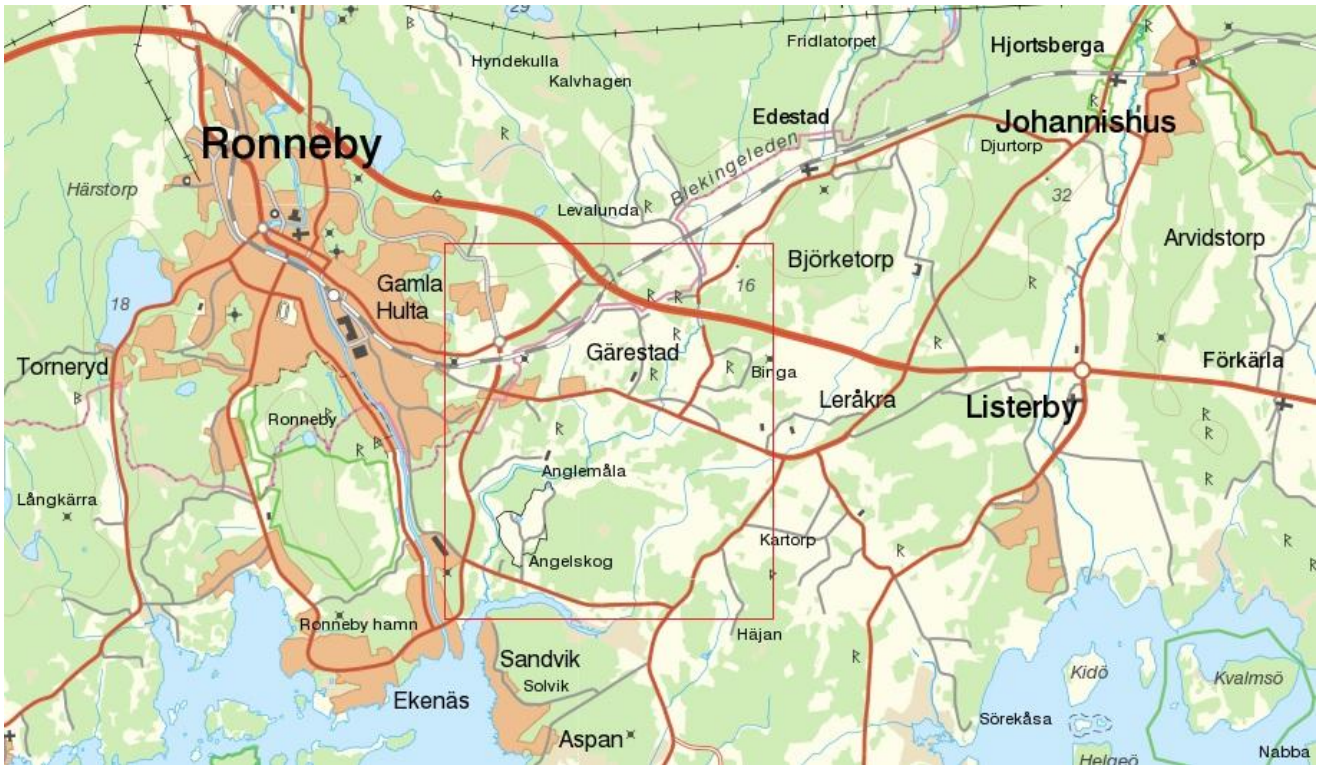 29
Fridlatorpet
Hjortsberga
Hyndekulla
Kalvhagen
Edestad
Johannishus
Ronneby
Djurtorp
Blekingeleden
Härstorp
32
Levalunda
Arvidstorp
Björketorp
Gamla
Hulta
16
18
Gärestad
Torneryd
Binga
Förkärla
Leråkra
Listerby
Ronneby
Anglemåla
Långkärra
Kartorp
Angelskog
Ronneby hamn
Häjan
Sandvik
Solvik
Kidö
Kvalmsö
Ekenäs
Sörekåsa
Aspan
Nabba
Helgeö